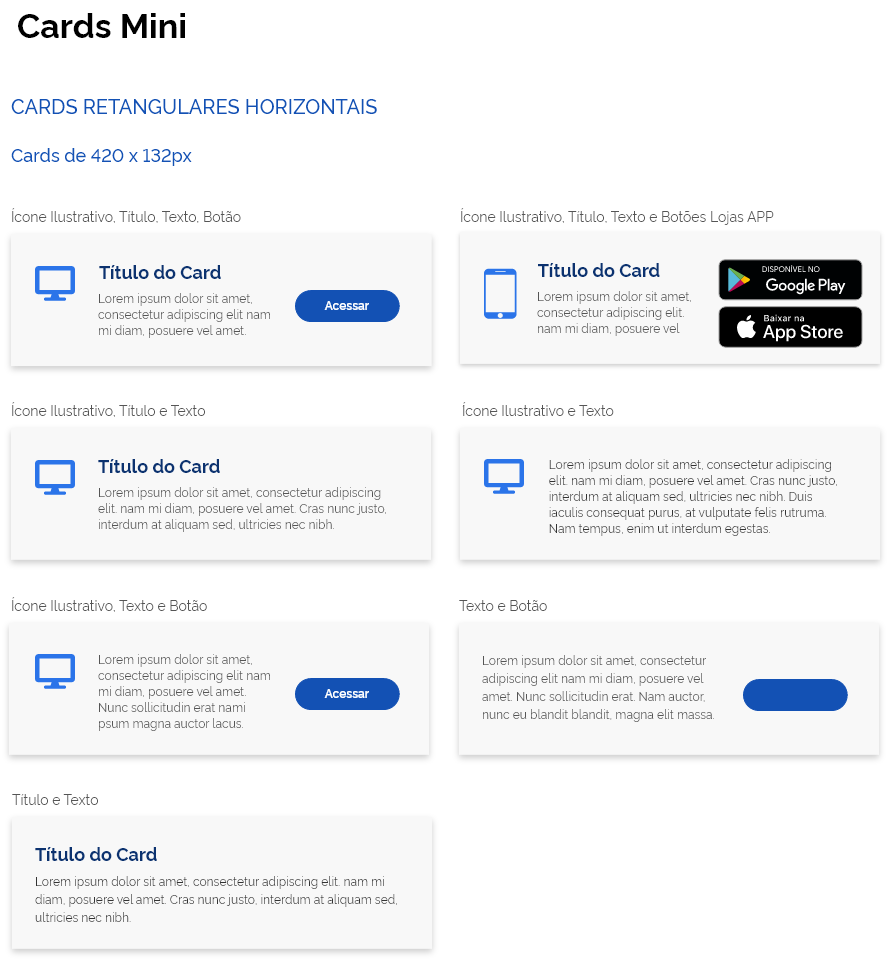 Cards Mini
CARDS RETANGULARES HORIZONTAIS
Cards de 420 x 132px
Ícone Ilustrativo, Título, Texto, Botão
Título do Card
Lorem ipsum dolor sit amet,
consectetur adipiscing elit nam
mi diam, posuere vel amet.
Acessar
Ícone Ilustrativo, Título, Texto e Botões Lojas APP
Título do Card
Lorem ipsum dolor sit amet,
consectetur adipiscing elit.
nam mi diam, posuere vel
DISPONÍVEL NO
Google Play
Baixar na
App Store
Ícone Ilustrativo, Título e Texto
Título do Card
Lorem ipsum dolor sit amet, consectetur adipiscing
elit. nam mi diam, posuere vel amet. Cras nunc justo,
interdum at aliquam sed, ultricies nec nibh.
Ícone Ilustrativo e Texto
Lorem ipsum dolor sit amet, consectetur adipiscing
elit. nam mi diam, posuere vel amet. Cras nunc justo,
interdum at aliquam sed, ultricies nec nibh. Duis
iaculis consequat purus, at vulputate felis rutruma.
Nam tempus, enim ut interdum egestas.
Ícone Ilustrativo, Texto e Botão
Lorem ipsum dolor sit amet,
consectetur adipiscing elit nam
mi diam, posuere vel amet.
Nunc sollicitudin erat nami
psum magna auctor lacus.
Acessar
Texto e Botão
Lorem ipsum dolor sit amet, consectetur
adipiscing elit nam mi diam, posuere vel
amet. Nunc sollicitudin erat. Nam auctor,
nunc eu blandit blandit, magna elit massa.
Título e Texto
Título do Card
Lorem ipsum dolor sit amet, consectetur adipiscing elit. nam mi
diam, posuere vel amet. Cras nunc justo, interdum at aliquam sed,
ultricies nec nibh.